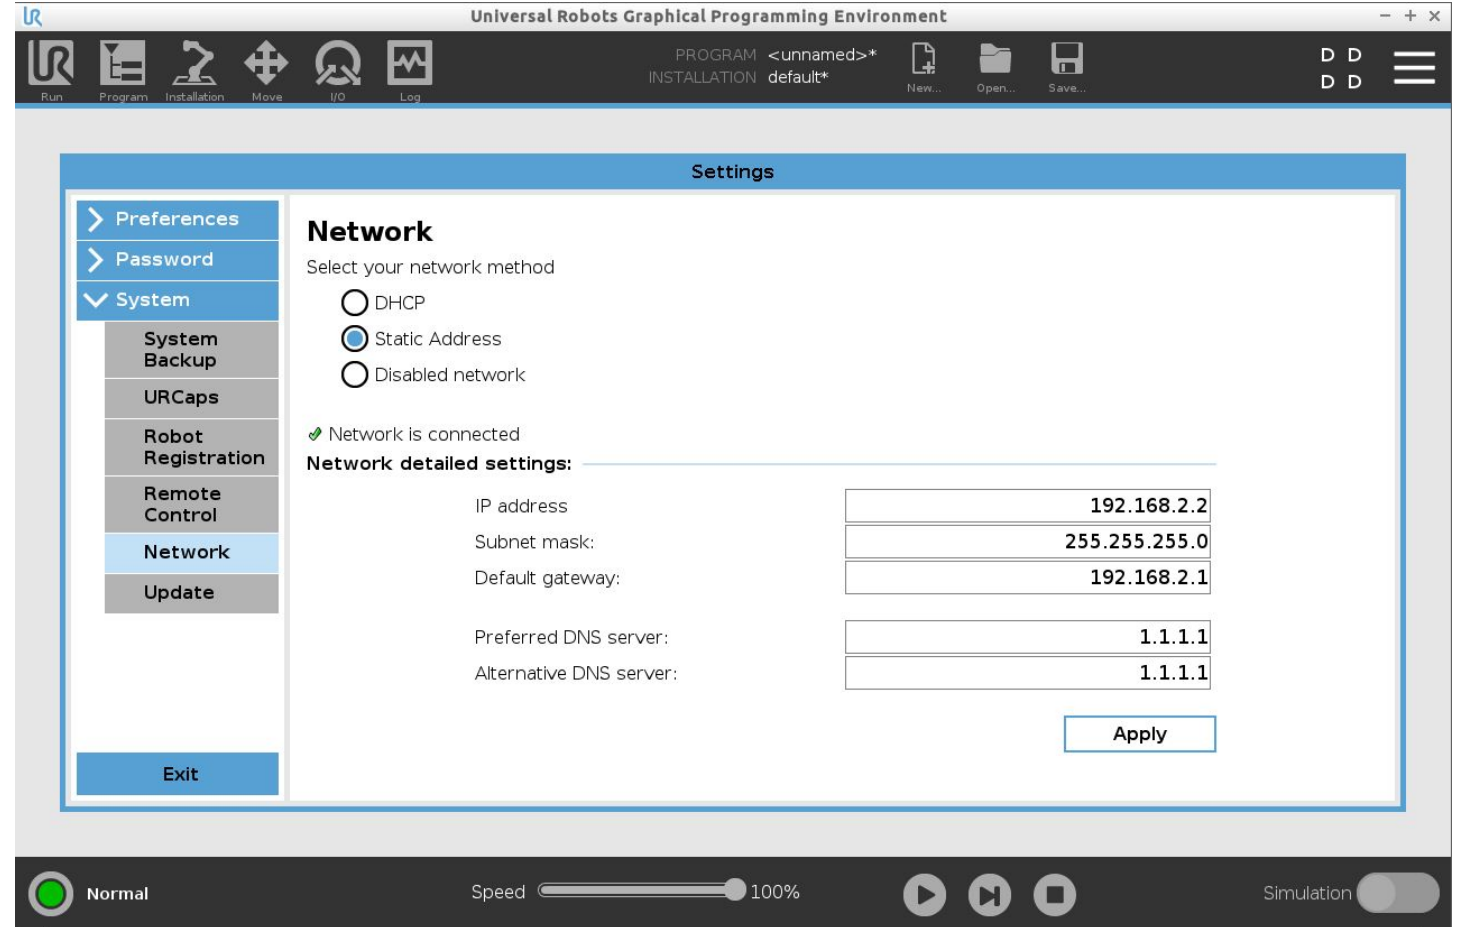 UR Universal Robots Graphical Programming Environment
UR
Run Program Installation Move I/O Log
PROGRAM <unnamed>*
INSTALLATION default*
New... Open... Save...
D D
D D
Settings
Preferences
Password
System
System
Backup
URCaps
Robot
Registration
Remote
Control
Network
Update
Exit
Network
Select your network method
DHCP
Static Address
Disabled network
Network is connected
Network detailed settings:
IP address 192.168.2.2
Subnet mask: 255.255.255.0
Default gateway: 192.168.2.1
Preferred DNS server: 1.1.1.1
Alternative DNS server: 1.1.1.1
Apply
Normal
Speed 100%
Simulation